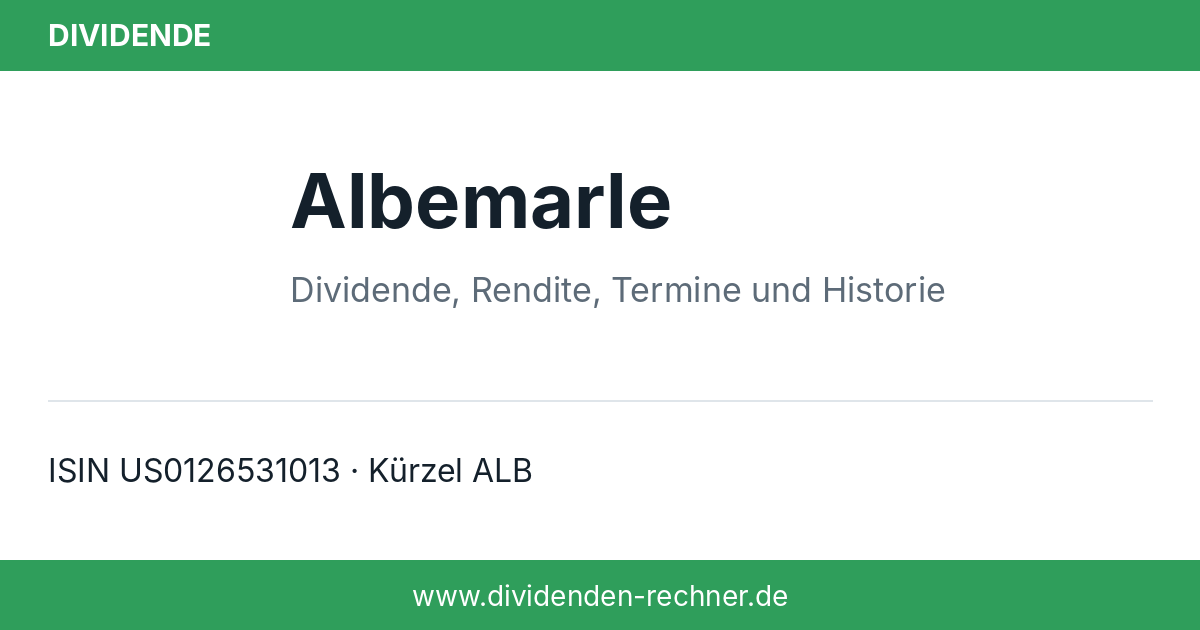 DIVIDENDE
Albemarle
Dividende, Rendite, Termine und Historie
ISIN US0126531013 · Kürzel ALB
www.dividenden-rechner.de